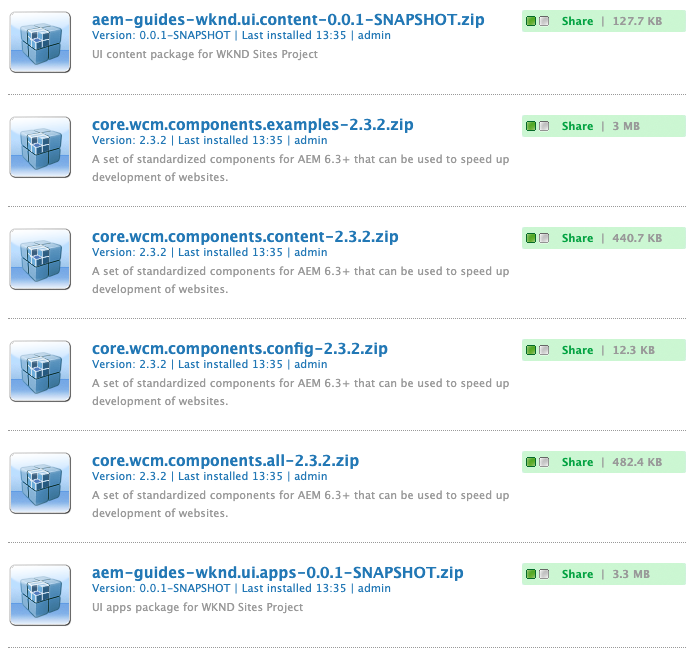 aem-guides-wknd.ui.content-0.0.1-SNAPSHOT.zip
Share | 127.7 KB
Version: 0.0.1-SNAPSHOT | Last installed 13:35 | admin
UI content package for WKND Sites Project
core.wcm.components.examples-2.3.2.zip
Share | 3 MB
Version: 2.3.2 | Last installed 13:35 | admin
A set of standardized components for AEM 6.3+ that can be used to speed up
development of websites.
core.wcm.components.content-2.3.2.zip
Share | 440.7 KB
Version: 2.3.2 | Last installed 13:35 | admin
A set of standardized components for AEM 6.3+ that can be used to speed up
development of websites.
core.wcm.components.config-2.3.2.zip
Share | 12.3 KB
Version: 2.3.2 | Last installed 13:35 | admin
A set of standardized components for AEM 6.3+ that can be used to speed up
development of websites.
core.wcm.components.all-2.3.2.zip
Share | 482.4 KB
Version: 2.3.2 | Last installed 13:35 | admin
A set of standardized components for AEM 6.3+ that can be used to speed up
development of websites.
aem-guides-wknd.ui.apps-0.0.1-SNAPSHOT.zip
Share | 3.3 MB
Version: 0.0.1-SNAPSHOT | Last installed 13:35 | admin
UI apps package for WKND Sites Project